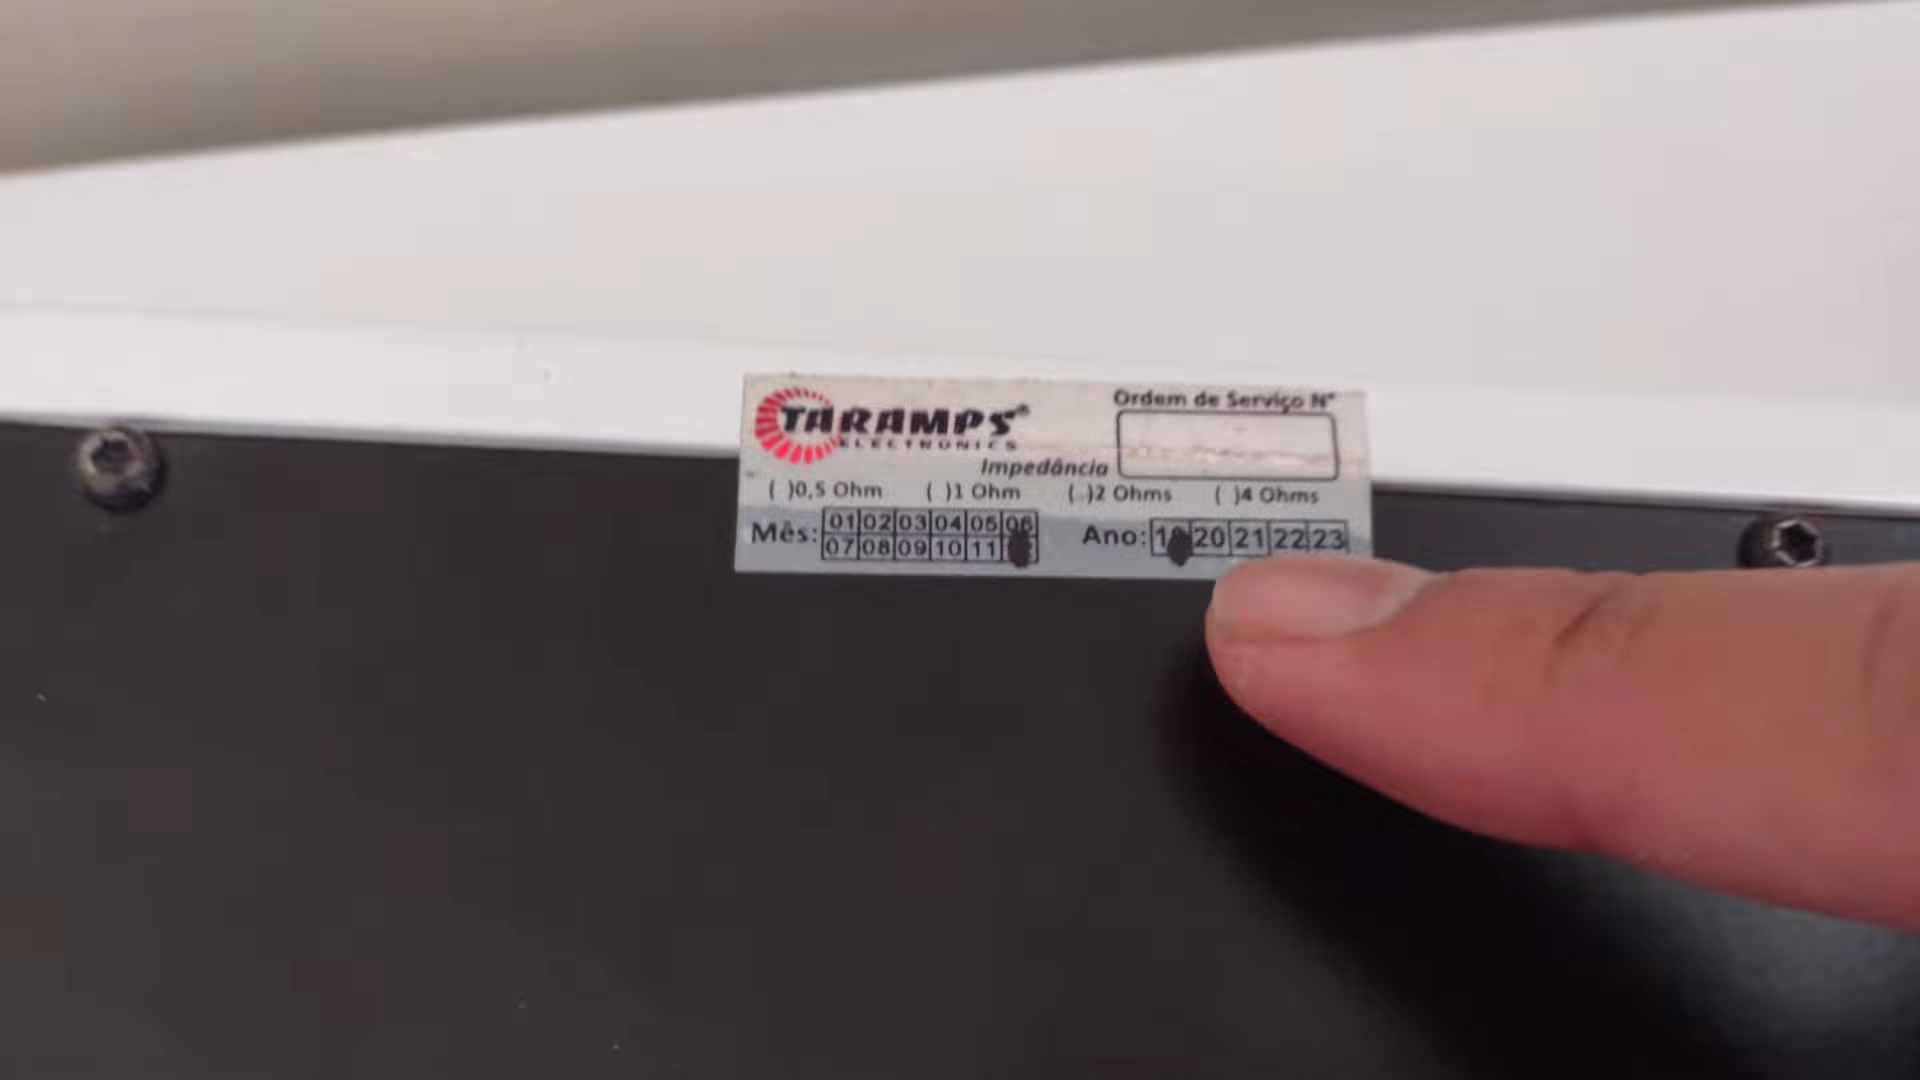 TARAMPS®
ELECTRONICS
Ordem de Serviço N°
Impedância
( )0,5 Ohm ( )1 Ohm ( )2 Ohms ( )4 Ohms
Mês: 01 02 03 04 05 06
07 08 09 10 11
Ano: 20 21 22 23